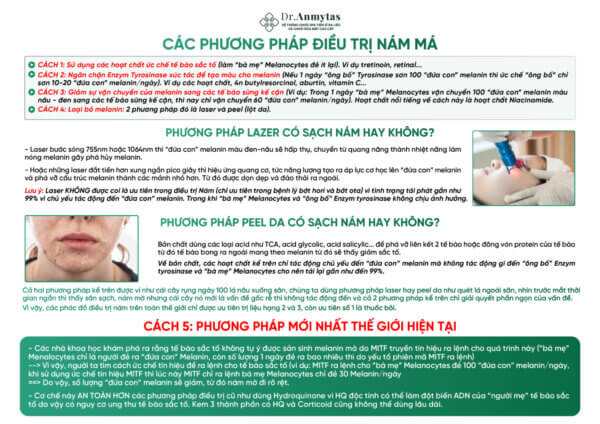 Dr.Anmytas
HỆ THỐNG CHUỖI SPA TIẾN SĨ DA LIỄU
CÁC PHƯƠNG PHÁP ĐIỀU TRỊ NÁM MÁ
CÁCH 1: Sử dụng các hoạt chất ức chế tế bào sắc tố (làm “bà mẹ” Melanocytes đẻ ít lại). Ví dụ tretinoin, retinal...
CÁCH 2: Ngăn chặn Enzym Tyrosinase xúc tác để tạo màu cho melanin (Nếu 1 ngày “ông bố” Tyrosinase sơn 100 “đứa con” melanin thì ức chế “ông bố” chỉ
sơn 10-20 “đứa con” melanin/ngày). Ví dụ các hoạt chất, 4n butylresorcinol, aburtin, vitamin C...
CÁCH 3: Giảm sự vận chuyển của melanin sang các tế bào sừng kế cận (Ví dụ: Trong 1 ngày “bà mẹ” Melanocytes vận chuyển 100 “đứa con” melanin màu
nâu - đen sang các tế bào sừng kế cận, thì nay chỉ vận chuyển 60 “đứa con” melanin/ngày). Hoạt chất nổi tiếng về cách này là hoạt chất Niacinamide.
CÁCH 4: Loại bỏ melanin: 2 phương pháp đó là laser và peel (lột da).
PHƯƠNG PHÁP LAZER CÓ SẠCH NÁM HAY KHÔNG?
- Laser bước sóng 755nm hoặc 1064nm thì “đứa con” melanin màu đen-nâu sẽ hấp thụ, chuyển từ quang năng thành nhiệt năng làm
nóng melanin gây phá hủy melanin.
- Hoặc những laser đắt tiền hơn xung ngắn pico giây thì hiệu ứng quang cơ, tức năng lượng tạo ra áp lực cơ học lên “đứa con” melanin
và phá vỡ cấu trúc melanin thành các mảnh nhỏ hơn. Từ đó được dọn dẹp và đào thải ra ngoài.
Lưu ý: Laser KHÔNG được coi là ưu tiên trong điều trị Nám (chỉ ưu tiên trong bệnh lý bớt hori và bớt ota) vì tình trạng tái phát gần như
99% vì chủ yếu tác động đến “đứa con” melanin. Trong khi “bà mẹ” Melanocytes và “ông bố” Enzym tyrosinase không chịu ảnh hưởng.
PHƯƠNG PHÁP PEEL DA CÓ SẠCH NÁM HAY KHÔNG?
Bản chất dùng các loại acid như TCA, acid glycolic, acid salicylic... để phá vỡ liên kết 2 tế bào hoặc đông vón protein của tế bào
từ đó tế bào bong ra ngoài mang theo melanin từ đó sẽ thấy giảm sắc tố.
Về bản chất, các hoạt chất kể trên chỉ tác động chủ yếu đến “đứa con” melanin mà không tác động gì đến “ông bố” Enzym
tyrosinase và “bà mẹ” Melanocytes cho nên tái lại gần như đến 99%.
Cả hai phương pháp kể trên được ví như cái cây rụng ngày 100 lá nâu xuống sân, chúng ta dùng phương pháp laser hay peel da như quét lá ngoài sân, nhìn trước mắt thời
gian ngắn thì thấy sân sạch, nám mờ nhưng cái cây nó mới là vấn đề gốc rễ thì không tác động đến và cả 2 phương pháp kể trên chỉ giải quyết phần ngọn của vấn đề.
Vì vậy, các phác đồ điều trị nám trên toàn thế giới chỉ được ưu tiên trị liệu hạng 2 và 3, còn ưu tiên số 1 là thuốc bôi.
CÁCH 5: PHƯƠNG PHÁP MỚI NHẤT THẾ GIỚI HIỆN TẠI
- Các nhà khoa học khám phá ra rằng tế bào sắc tố không tự ý được sản sinh melanin mà do MITF truyền tín hiệu ra lệnh cho quá trình này (“bà mẹ”
Menalocytes chỉ là người đẻ ra “đứa con” Melanin, còn số lượng 1 ngày đẻ ra bao nhiêu thì do yếu tố phiên mã MITF ra lệnh)
--> Vì vậy, người ta tìm cách ức chế tín hiệu để ra lệnh cho tế bào sắc tố (ví dụ: MITF ra lệnh cho “bà mẹ” Melanocytes đẻ 100 “đứa con” melanin/ngày,
khi sử dụng ức chế tín hiệu MITF thì lúc này MITF chỉ ra lệnh bà mẹ Melanocytes chỉ đẻ 30 Melanin/ngày
==> Do vậy, số lượng “đứa con” melanin sẽ giảm, từ đó nám mờ đi rõ rệt.
- Cơ chế này AN TOÀN HƠN các phương pháp điều trị cũ như dùng Hydroquinone vì HQ độc tính có thể làm đột biến ADN của “người mẹ” tế bào sắc
tố do vậy có nguy cơ ung thư tế bào sắc tố. Kem 3 thành phần có HQ và Corticoid cũng không thể dùng lâu dài.